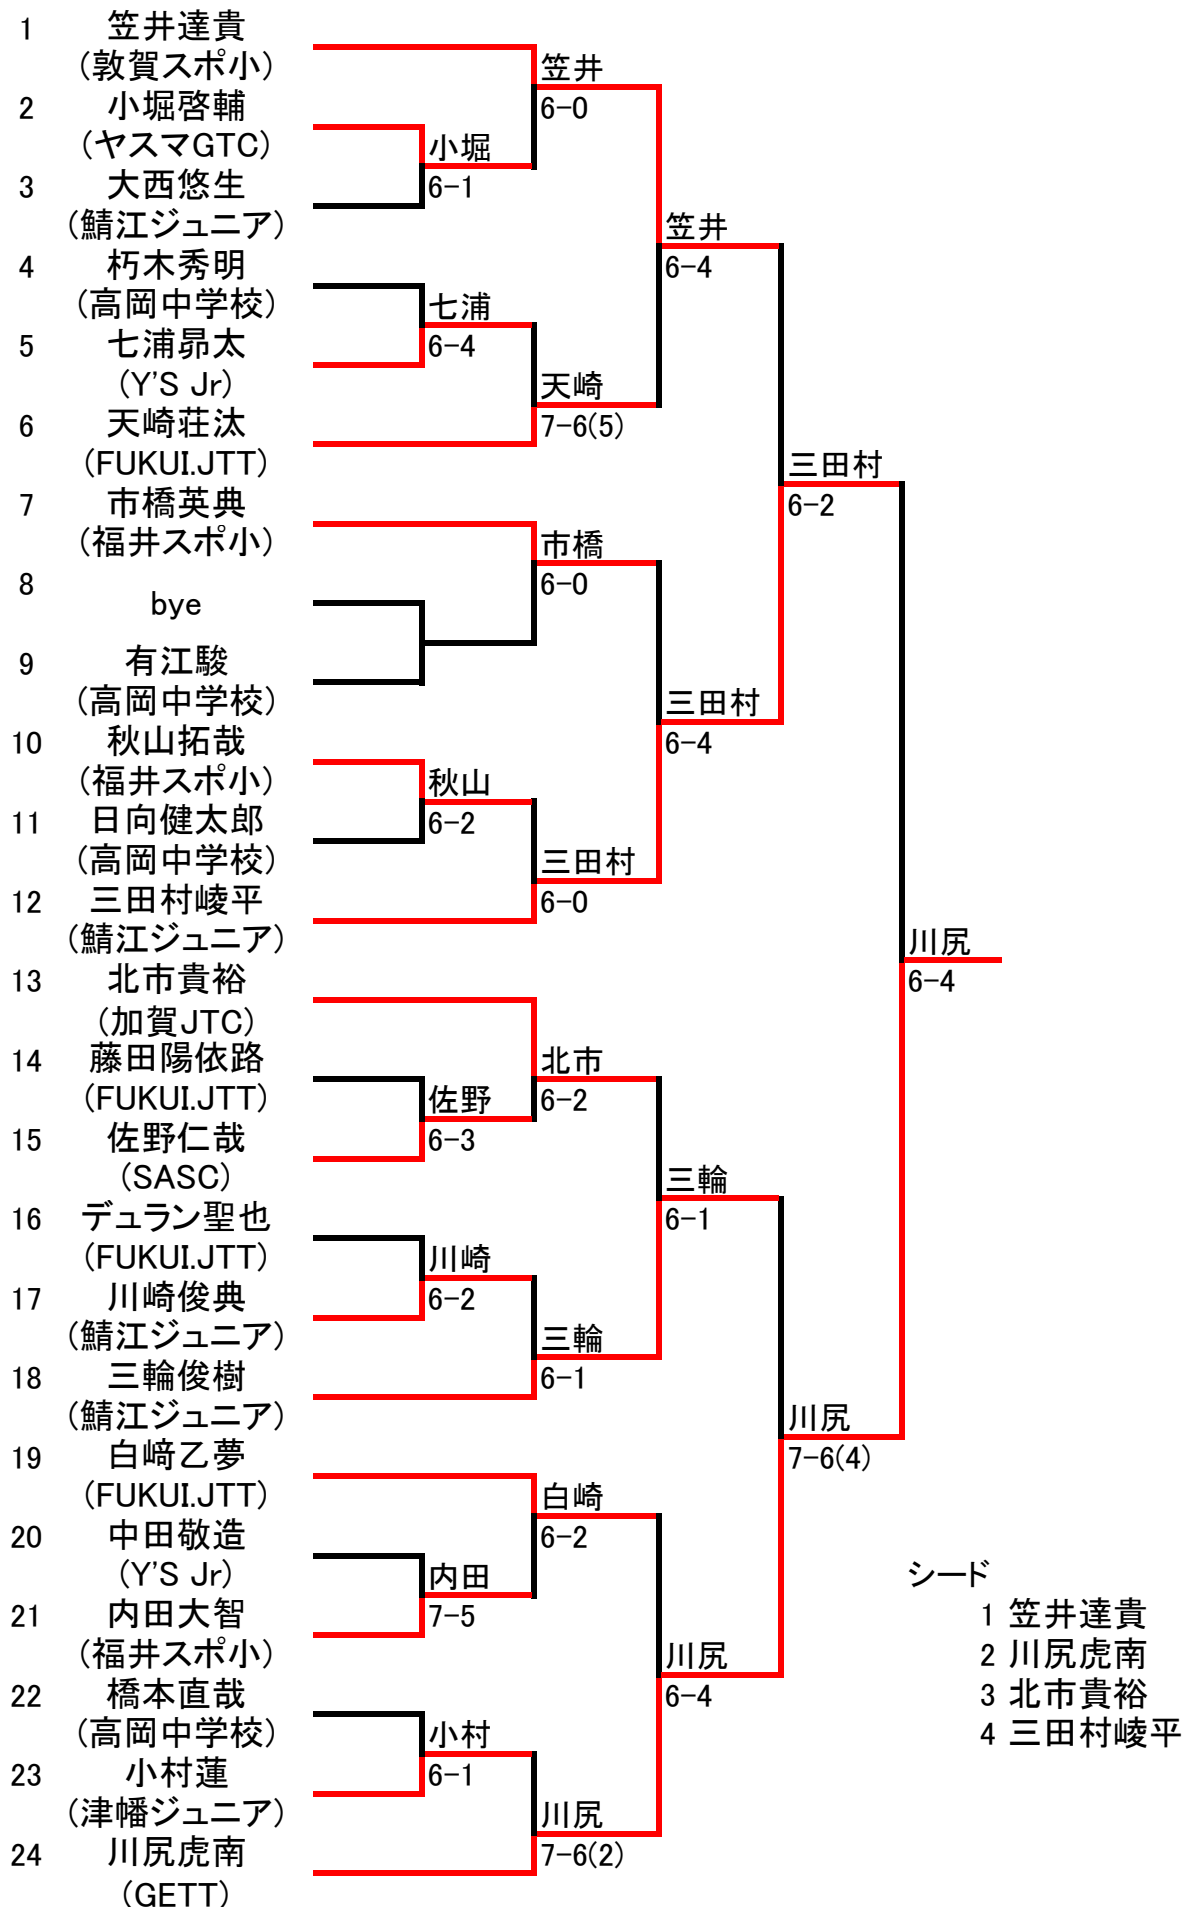 1 笠井達貴
(敦賀スポ小)
2 小堀啓輔
(ヤスマGTC)
3 大西悠生
(鯖江ジュニア)
4 朽木秀明
(高岡中学校)
5 七浦昴太
(Y'S Jr)
6 天崎荘汰
(FUKUI.JTT)
7 市橋英典
(福井スポ小)
8 bye
9 有江駿
(高岡中学校)
10 秋山拓哉
(福井スポ小)
11 日向健太郎
(高岡中学校)
12 三田村崚平
(鯖江ジュニア)
13 北市貴裕
(加賀JTC)
14 藤田陽依路
(FUKUI.JTT)
15 佐野仁哉
(SASC)
16 デュラン聖也
(FUKUI.JTT)
17 川崎俊典
(鯖江ジュニア)
18 三輪俊樹
(鯖江ジュニア)
19 白﨑乙夢
(FUKUI.JTT)
20 中田敬造
(Y'S Jr)
21 内田大智
(福井スポ小)
22 橋本直哉
(高岡中学校)
23 小村蓮
(津幡ジュニア)
24 川尻虎南
(GETT)
小堀
6-1
七浦
6-4
秋山
6-2
佐野
6-3
川崎
6-2
内田
7-5
小村
6-1
笠井
6-0
天崎
7-6(5)
市橋
6-0
三田村
6-0
北市
6-2
三輪
6-1
白崎
6-2
川尻
7-6(2)
笠井
6-4
三田村
6-4
三輪
6-1
川尻
6-4
三田村
6-2
川尻
7-6(4)
川尻
6-4
シード
1 笠井達貴
2 川尻虎南
3 北市貴裕
4 三田村崚平